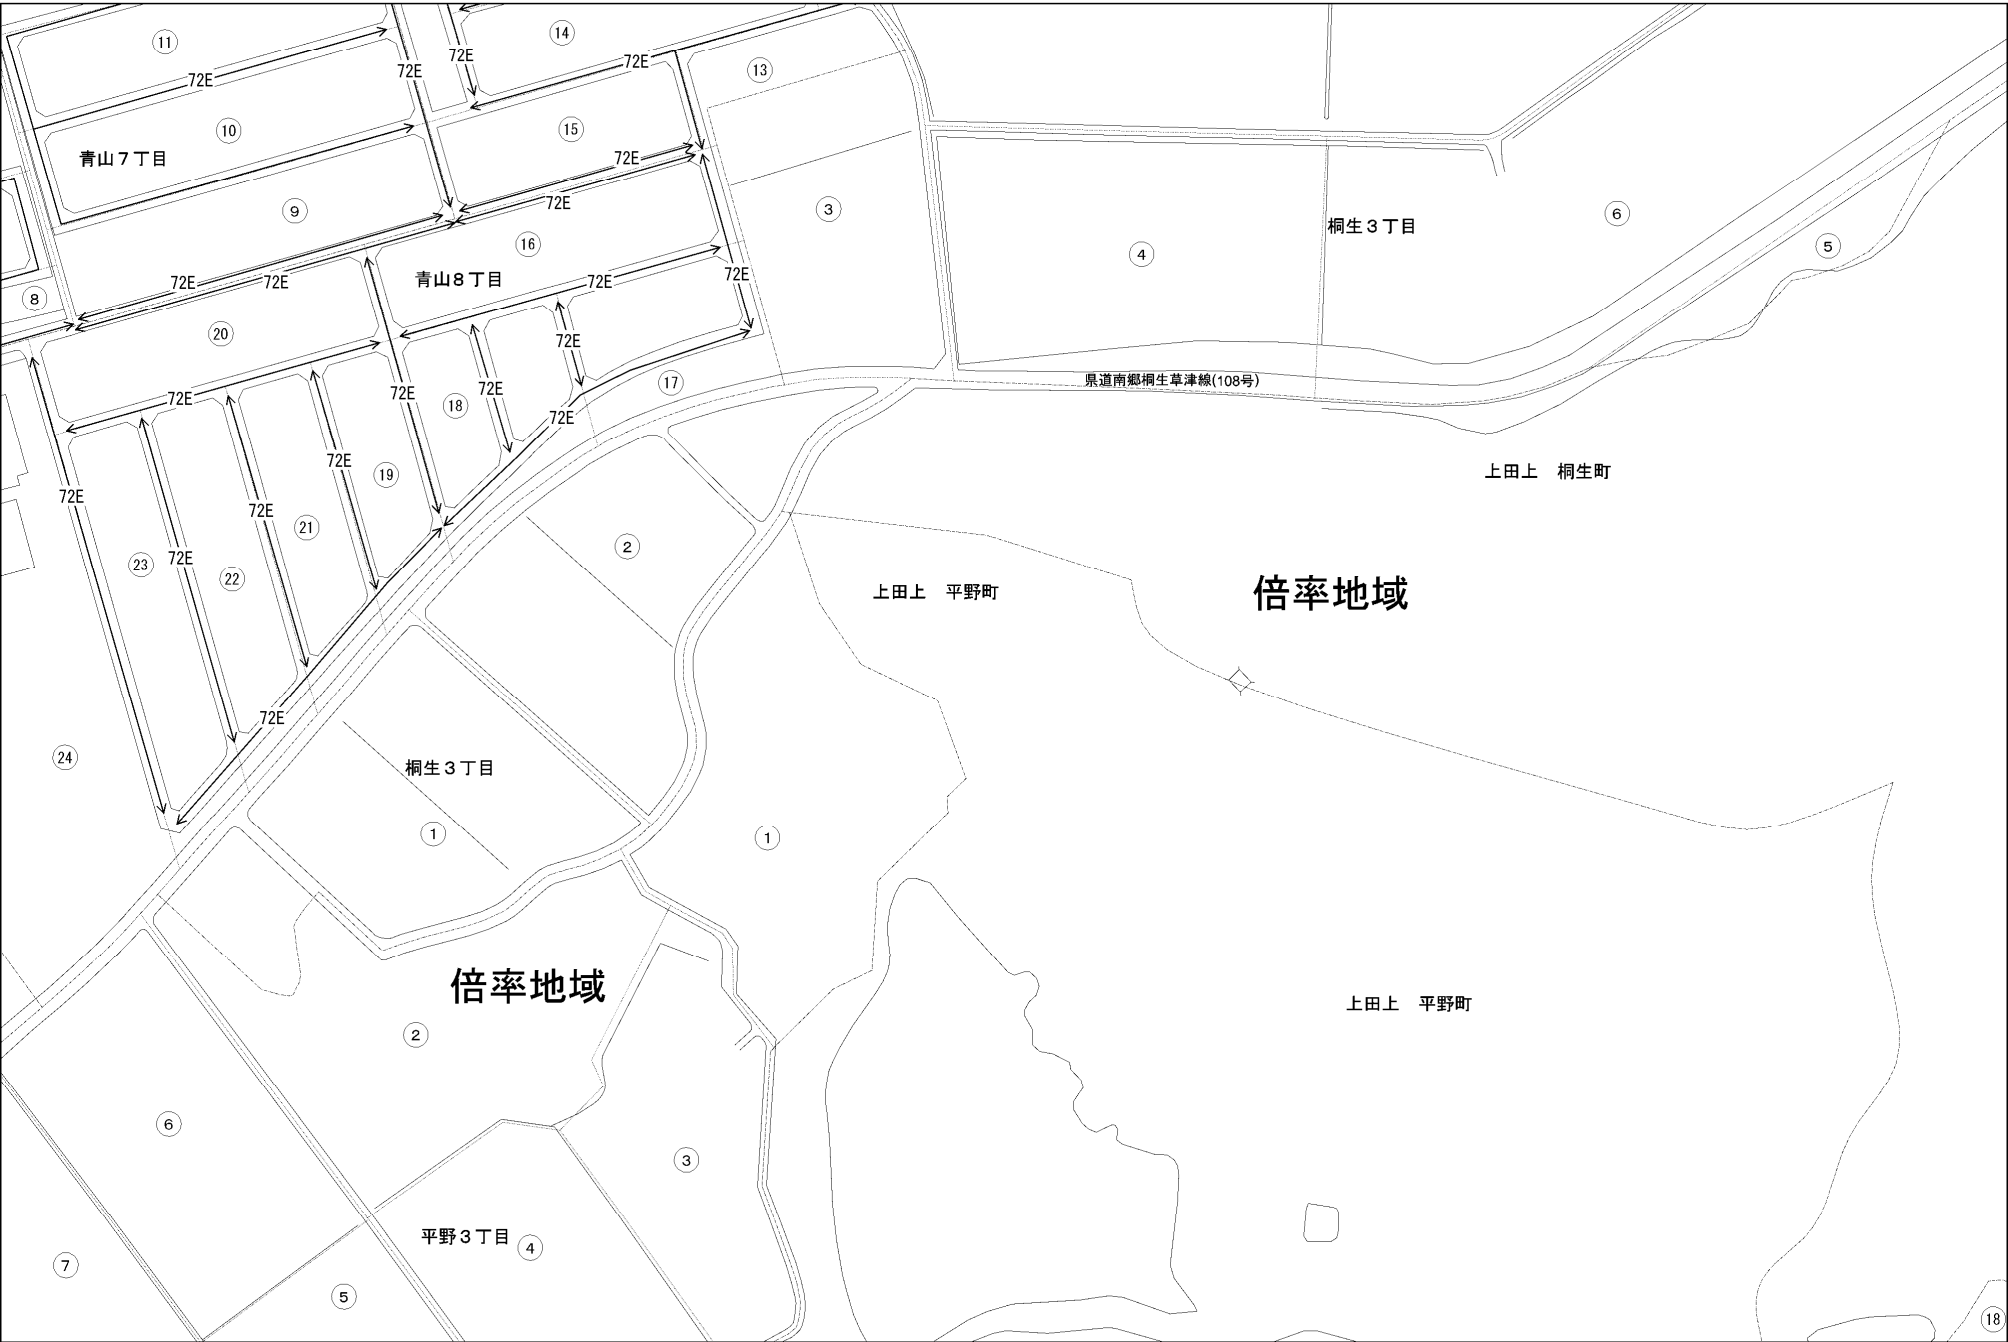 ⑪
⑭
72E
72E
72E
72E
⑬
⑩
⑮
青山７丁目
72E
⑨
72E
③
⑥
桐生３丁目
⑯
⑤
④
72E
青山８丁目
72E
72E
72E
⑧
⑳
72E
県道南郷桐生草津線(108号)
⑰
72E
72E
72E
⑱
72E
72E
上田上　桐生町
⑲
72E
72E
72E
㉑
②
72E
㉓
㉒
上田上　平野町
倍率地域
72E
㉔
桐生３丁目
①
①
倍率地域
上田上　平野町
②
⑥
③
平野３丁目
④
⑦
⑤
⑱